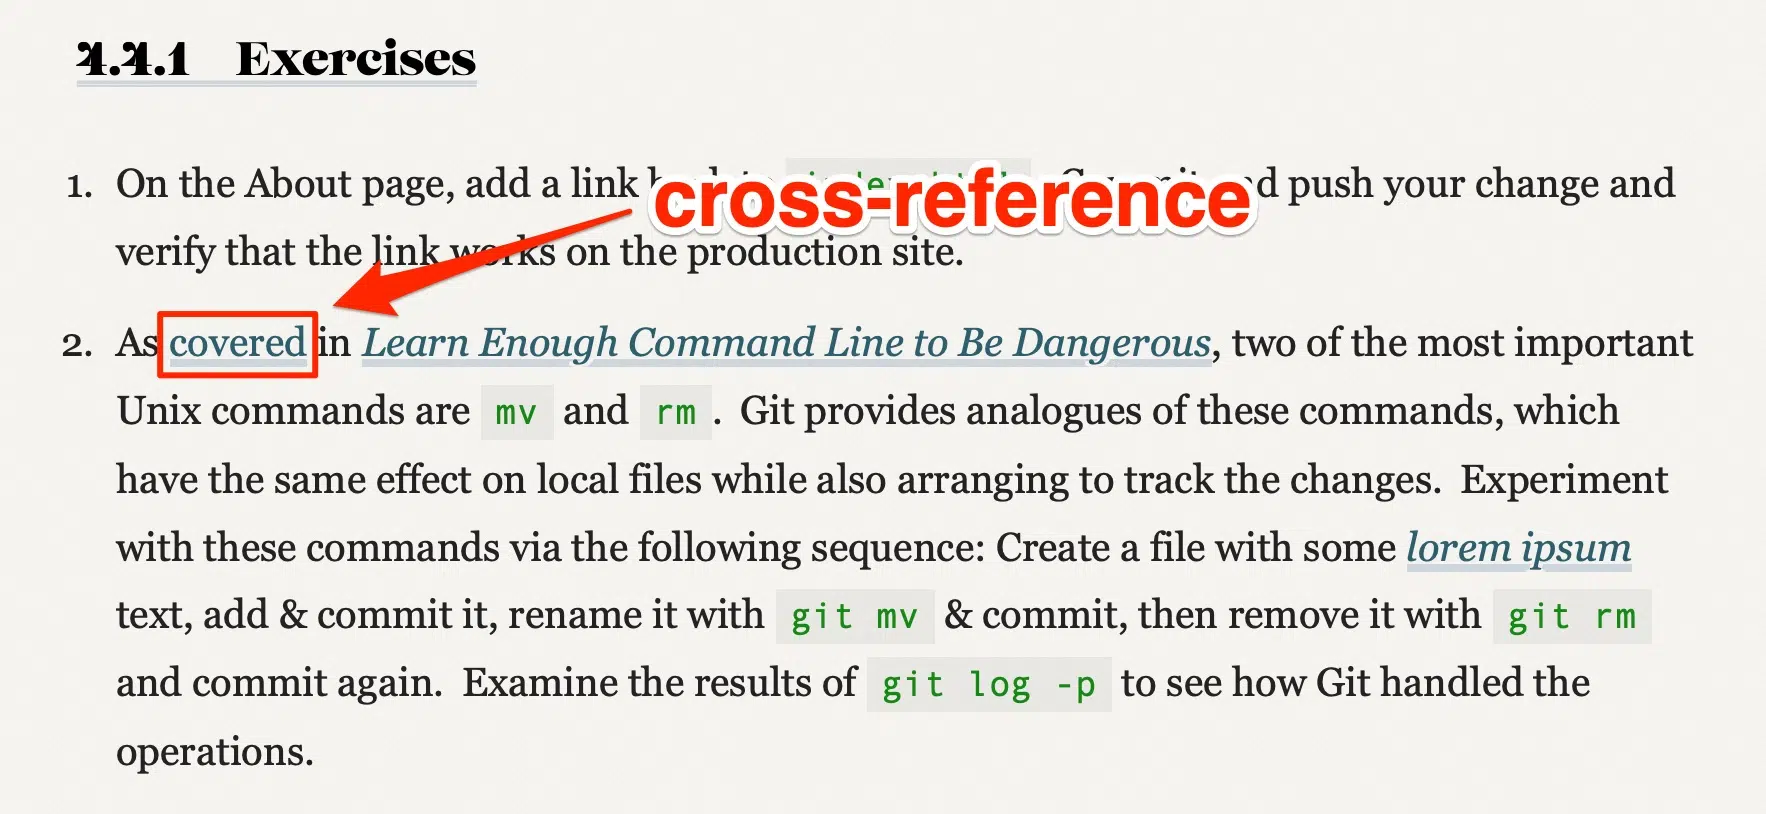 4.4.1 Exercises
1. On the About page, add a link push your change and
cross-reference
verify that the link works on the production site.
2. As covered in Learn Enough Command Line to Be Dangerous, two of the most important
Unix commands are mv and rm. Git provides analogues of these commands, which
have the same effect on local files while also arranging to track the changes. Experiment
with these commands via the following sequence: Create a file with some lorem ipsum
text, add & commit it, rename it with git mv & commit, then remove it with git rm
and commit again. Examine the results of git log -p to see how Git handled the
operations.